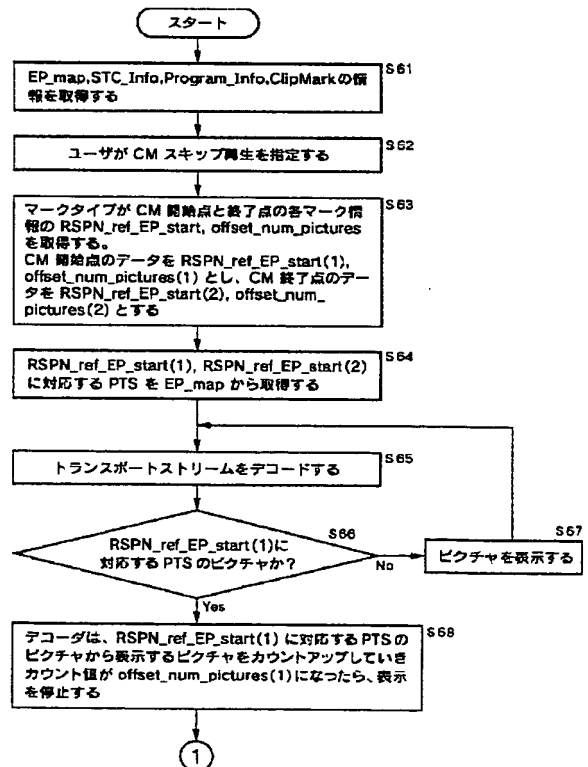 スタート
S61
EP_map,STC_Info,Program_Info,ClipMarkの情
報を取得する
S62
ユーザが CM スキップ再生を指定する
S63
マークタイプが CM 開始点と終了点の各マーク情
報の RSPN_ref_EP_start, offset_num_pictures
を取得する。
CM 開始点のデータを RSPN_ref_EP_start(1),
offset_num_pictures(1) とし、CM 終了点のデー
タを RSPN_ref_EP_start(2), offset_num_
pictures(2) とする
S64
RSPN_ref_EP_start(1), RSPN_ref_EP_start(2)
に対応する PTS を EP_map から取得する
S65
トランスポートストリームをデコードする
S66
RSPN_ref_EP_start(1)に
対応する PTS のピクチャか?
No
S67
ピクチャを表示する
Yes
S68
デコーダは、RSPN_ref_EP_start(1) に対応するPTSの
ピクチャから表示するピクチャをカウントアップしていき
カウント値が offset_num_pictures(1)になったら、表示
を停止する
1